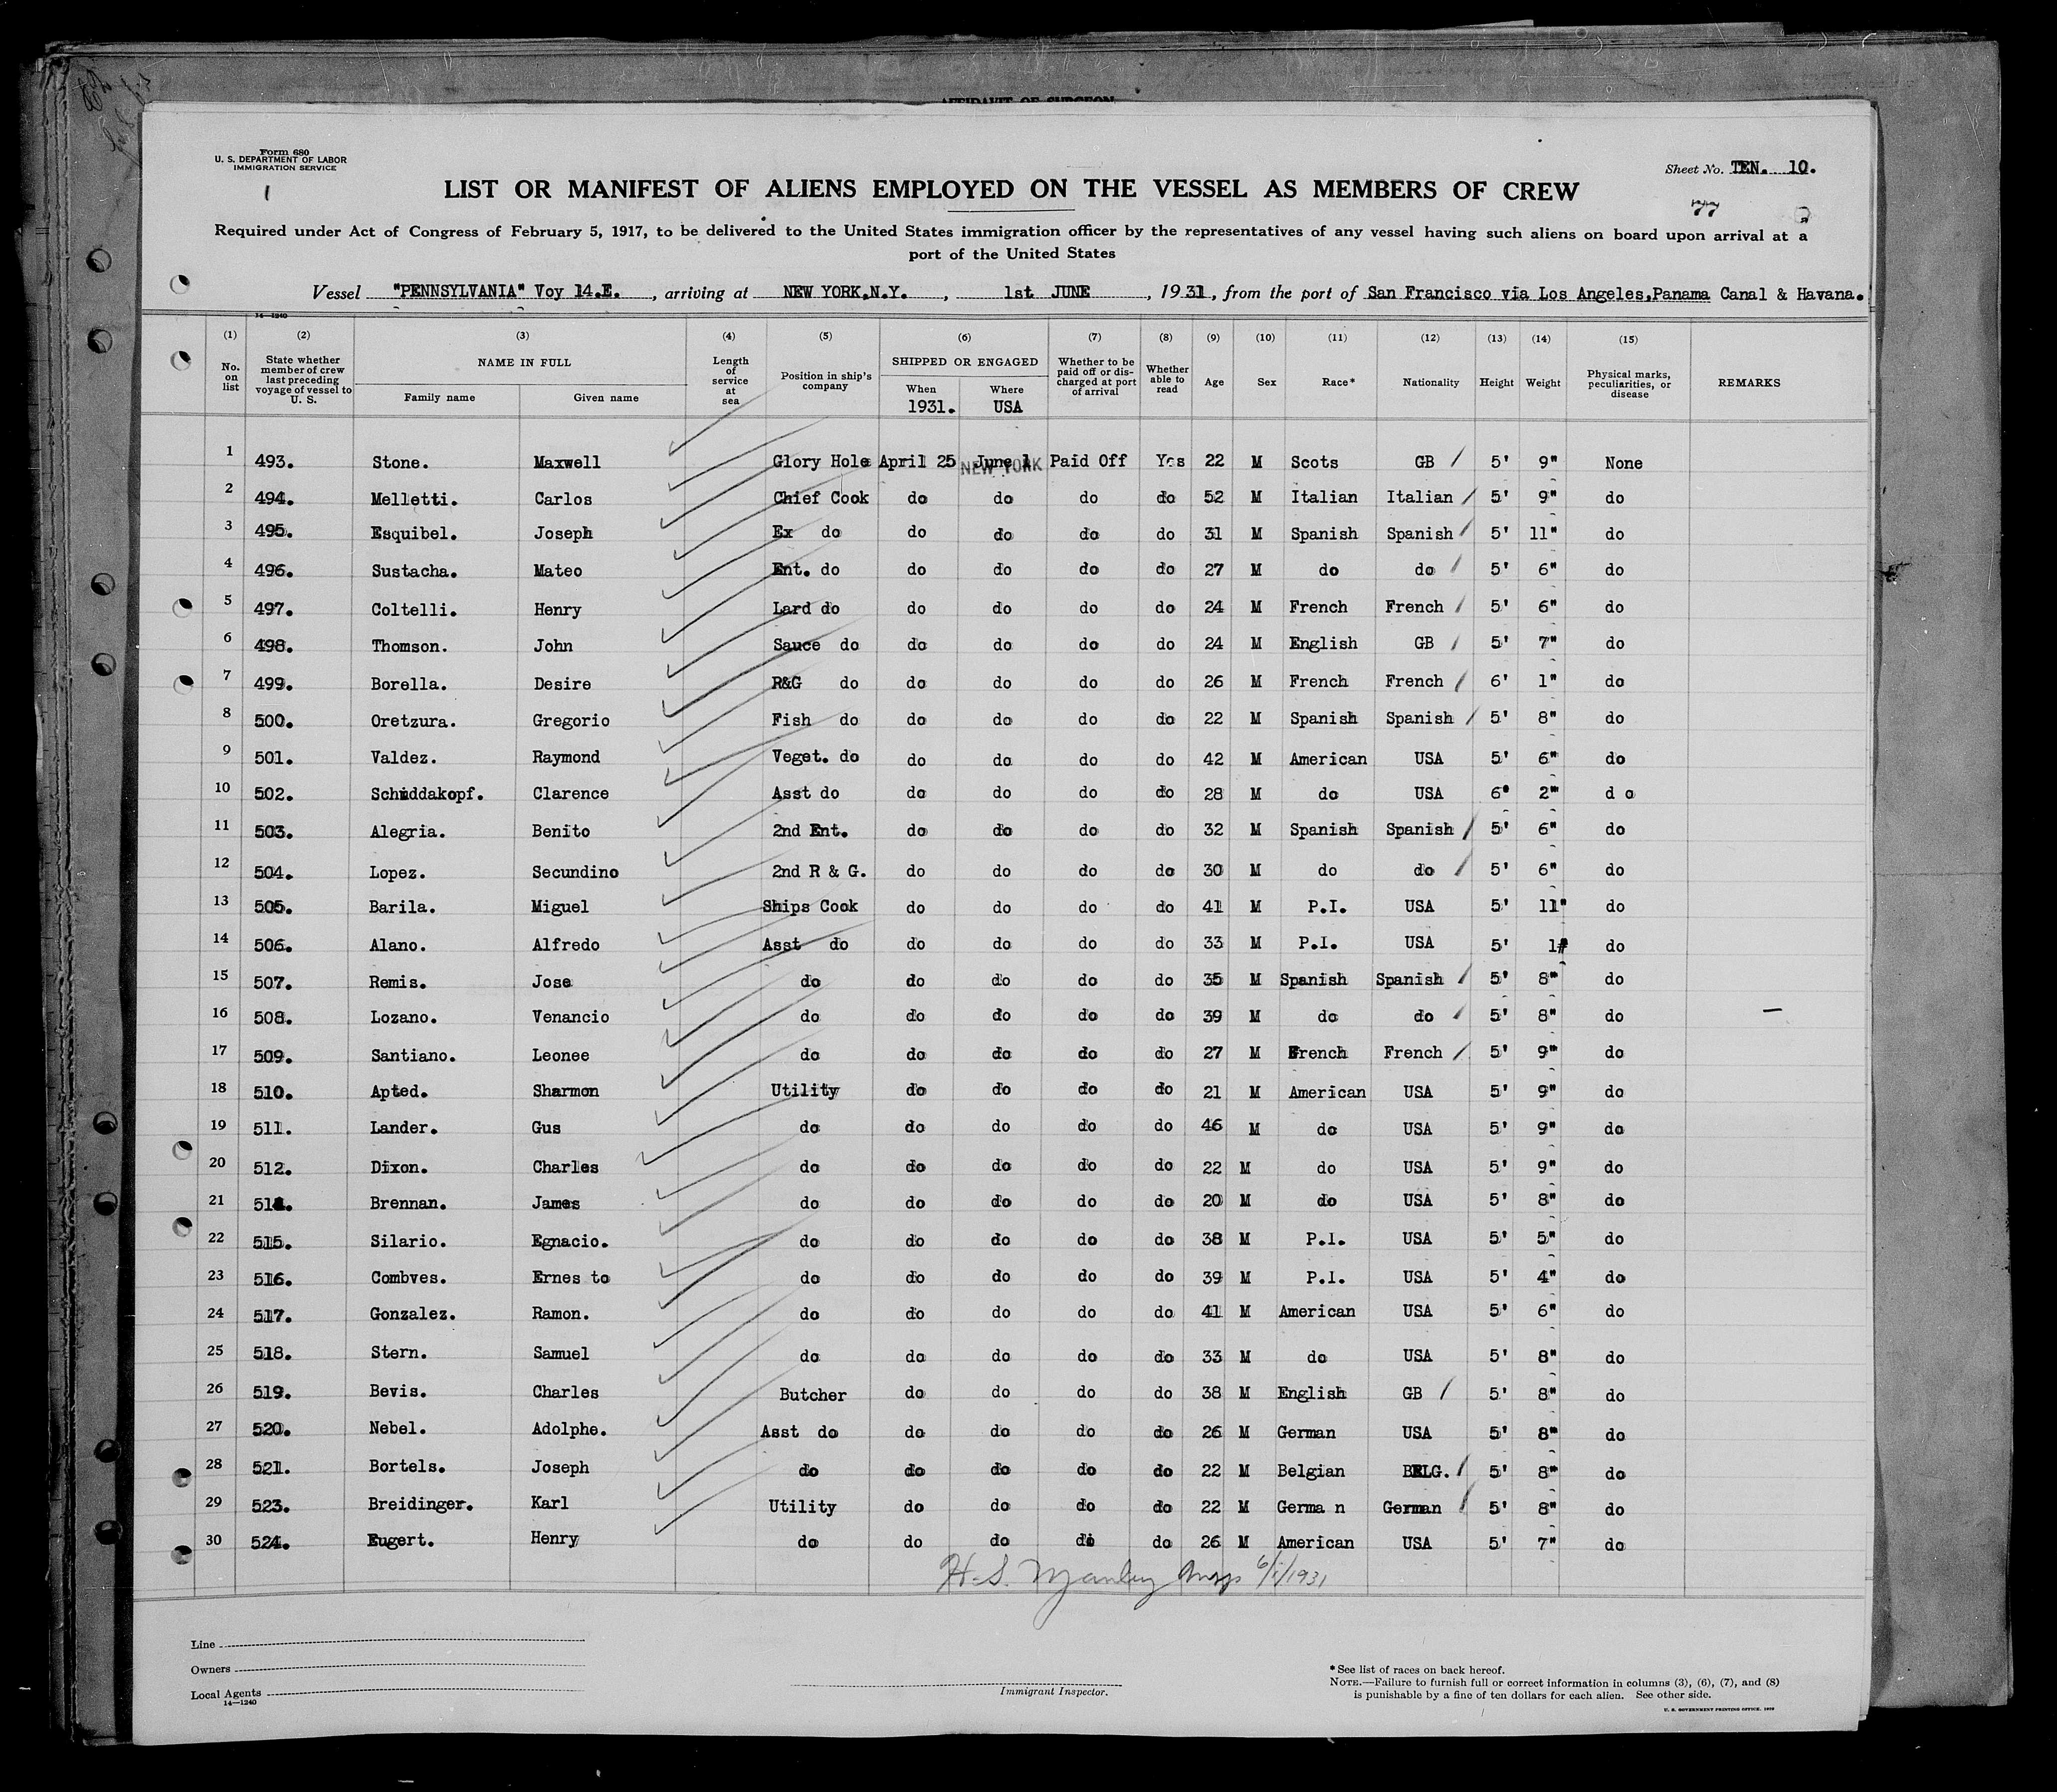 AFFIDAVIT OF SURGEON
Form 680
U. S. DEPARTMENT OF LABOR
IMMIGRATION SERVICE
Sheet No. TEN. 10.
LIST OR MANIFEST OF ALIENS EMPLOYED ON THE VESSEL AS MEMBERS OF CREW
77
Required under Act of Congress of February 5, 1917, to be delivered to the United States immigration officer by the representatives of any vessel having such aliens on board upon arrival at a
port of the United States
Vessel "PENNSYLVANIA" Voy 14.E. , arriving at NEW YORK,N.Y. , 1st JUNE , 1931, from the port of San Francisco via Los Angeles,Panama Canal & Havana.
14—1240
(1) (2) (3) (4) (5) (6) (7) (8) (9) (10) (11) (12) (13) (14) (15)
No. on list State whether member of crew last preceding voyage of vessel to U. S. NAME IN FULL Family name Given name Length of service at sea Position in ship's company SHIPPED OR ENGAGED When Where Whether to be paid off or discharged at port of arrival Whether able to read Age Sex Race* Nationality Height Weight Physical marks, peculiarities, or disease REMARKS
1931. USA
1 493. Stone. Maxwell Glory Hole April 25 June 1 NEW YORK Paid Off Yes 22 M Scots GB 5' 9" None
2 494. Melletti. Carlos Chief Cook do do do do 52 M Italian Italian 5' 9" do
3 495. Esquibel. Joseph Ex do do do do do 31 M Spanish Spanish 5' 11" do
4 496. Sustacha. Mateo Ent. do do do do do 27 M do do 5' 6" do
5 497. Coltelli. Henry Lard do do do do do 24 M French French 5' 6" do
6 498. Thomson. John Sauce do do do do do 24 M English GB 5' 7" do
7 499. Borella. Desire R&G do do do do do 26 M French French 6' 1" do
8 500. Oretzura. Gregorio Fish do do do do do 22 M Spanish Spanish 5' 8" do
9 501. Valdez. Raymond Veget. do do do do do 42 M American USA 5' 6" do
10 502. Schiddakopf. Clarence Asst do do do do do 28 M do USA 6" 2" d o
11 503. Alegria. Benito 2nd Ent. do do do do 32 M Spanish Spanish 5' 6" do
12 504. Lopez. Secundino 2nd R & G. do do do do 30 M do do 5' 6" do
13 505. Barila. Miguel Ships Cook do do do do 41 M P.I. USA 5' 11" do
14 506. Alano. Alfredo Asst do do do do do 33 M P.I. USA 5' 1" do
15 507. Remis. Jose do do do do do 35 M Spanish Spanish 5' 8" do
16 508. Lozano. Venancio do do do do do 39 M do do 5' 8" do
17 509. Santiano. Leonee do do do do do 27 M French French 5' 9" do
18 510. Apted. Sharmon Utility do do do do 21 M American USA 5' 9" do
19 511. Lander. Gus do do do do do 46 M do USA 5' 9" do
20 512. Dixon. Charles do do do do do 22 M do USA 5' 9" do
21 514. Brennan. James do do do do do 20 M do USA 5' 8" do
22 515. Silario. Egnacio. do do do do do 38 M P.I. USA 5' 5" do
23 516. Combves. Ernes to do do do do do 39 M P.I. USA 5' 4" do
24 517. Gonzalez. Ramon. do do do do do 41 M American USA 5' 6" do
25 518. Stern. Samuel do do do do do 33 M do USA 5' 8" do
26 519. Bevis. Charles Butcher do do do do 38 M English GB 5' 8" do
27 520. Nebel. Adolphe. Asst do do do do do 26 M German USA 5' 8" do
28 521. Bortels. Joseph do do do do do 22 M Belgian BELG. 5' 8" do
29 523. Breidinger. Karl Utility do do do do 22 M Germa n German 5' 8" do
30 524. Eugert. Henry do do do di do 26 M American USA 5' 7" do
H. S. Manley Insp 6/1/1931
Line
Owners
Local Agents
14—1240
Immigrant Inspector.
* See list of races on back hereof.
NOTE.—Failure to furnish full or correct information in columns (3), (6), (7), and (8)
is punishable by a fine of ten dollars for each alien. See other side.
U. S. GOVERNMENT PRINTING OFFICE.